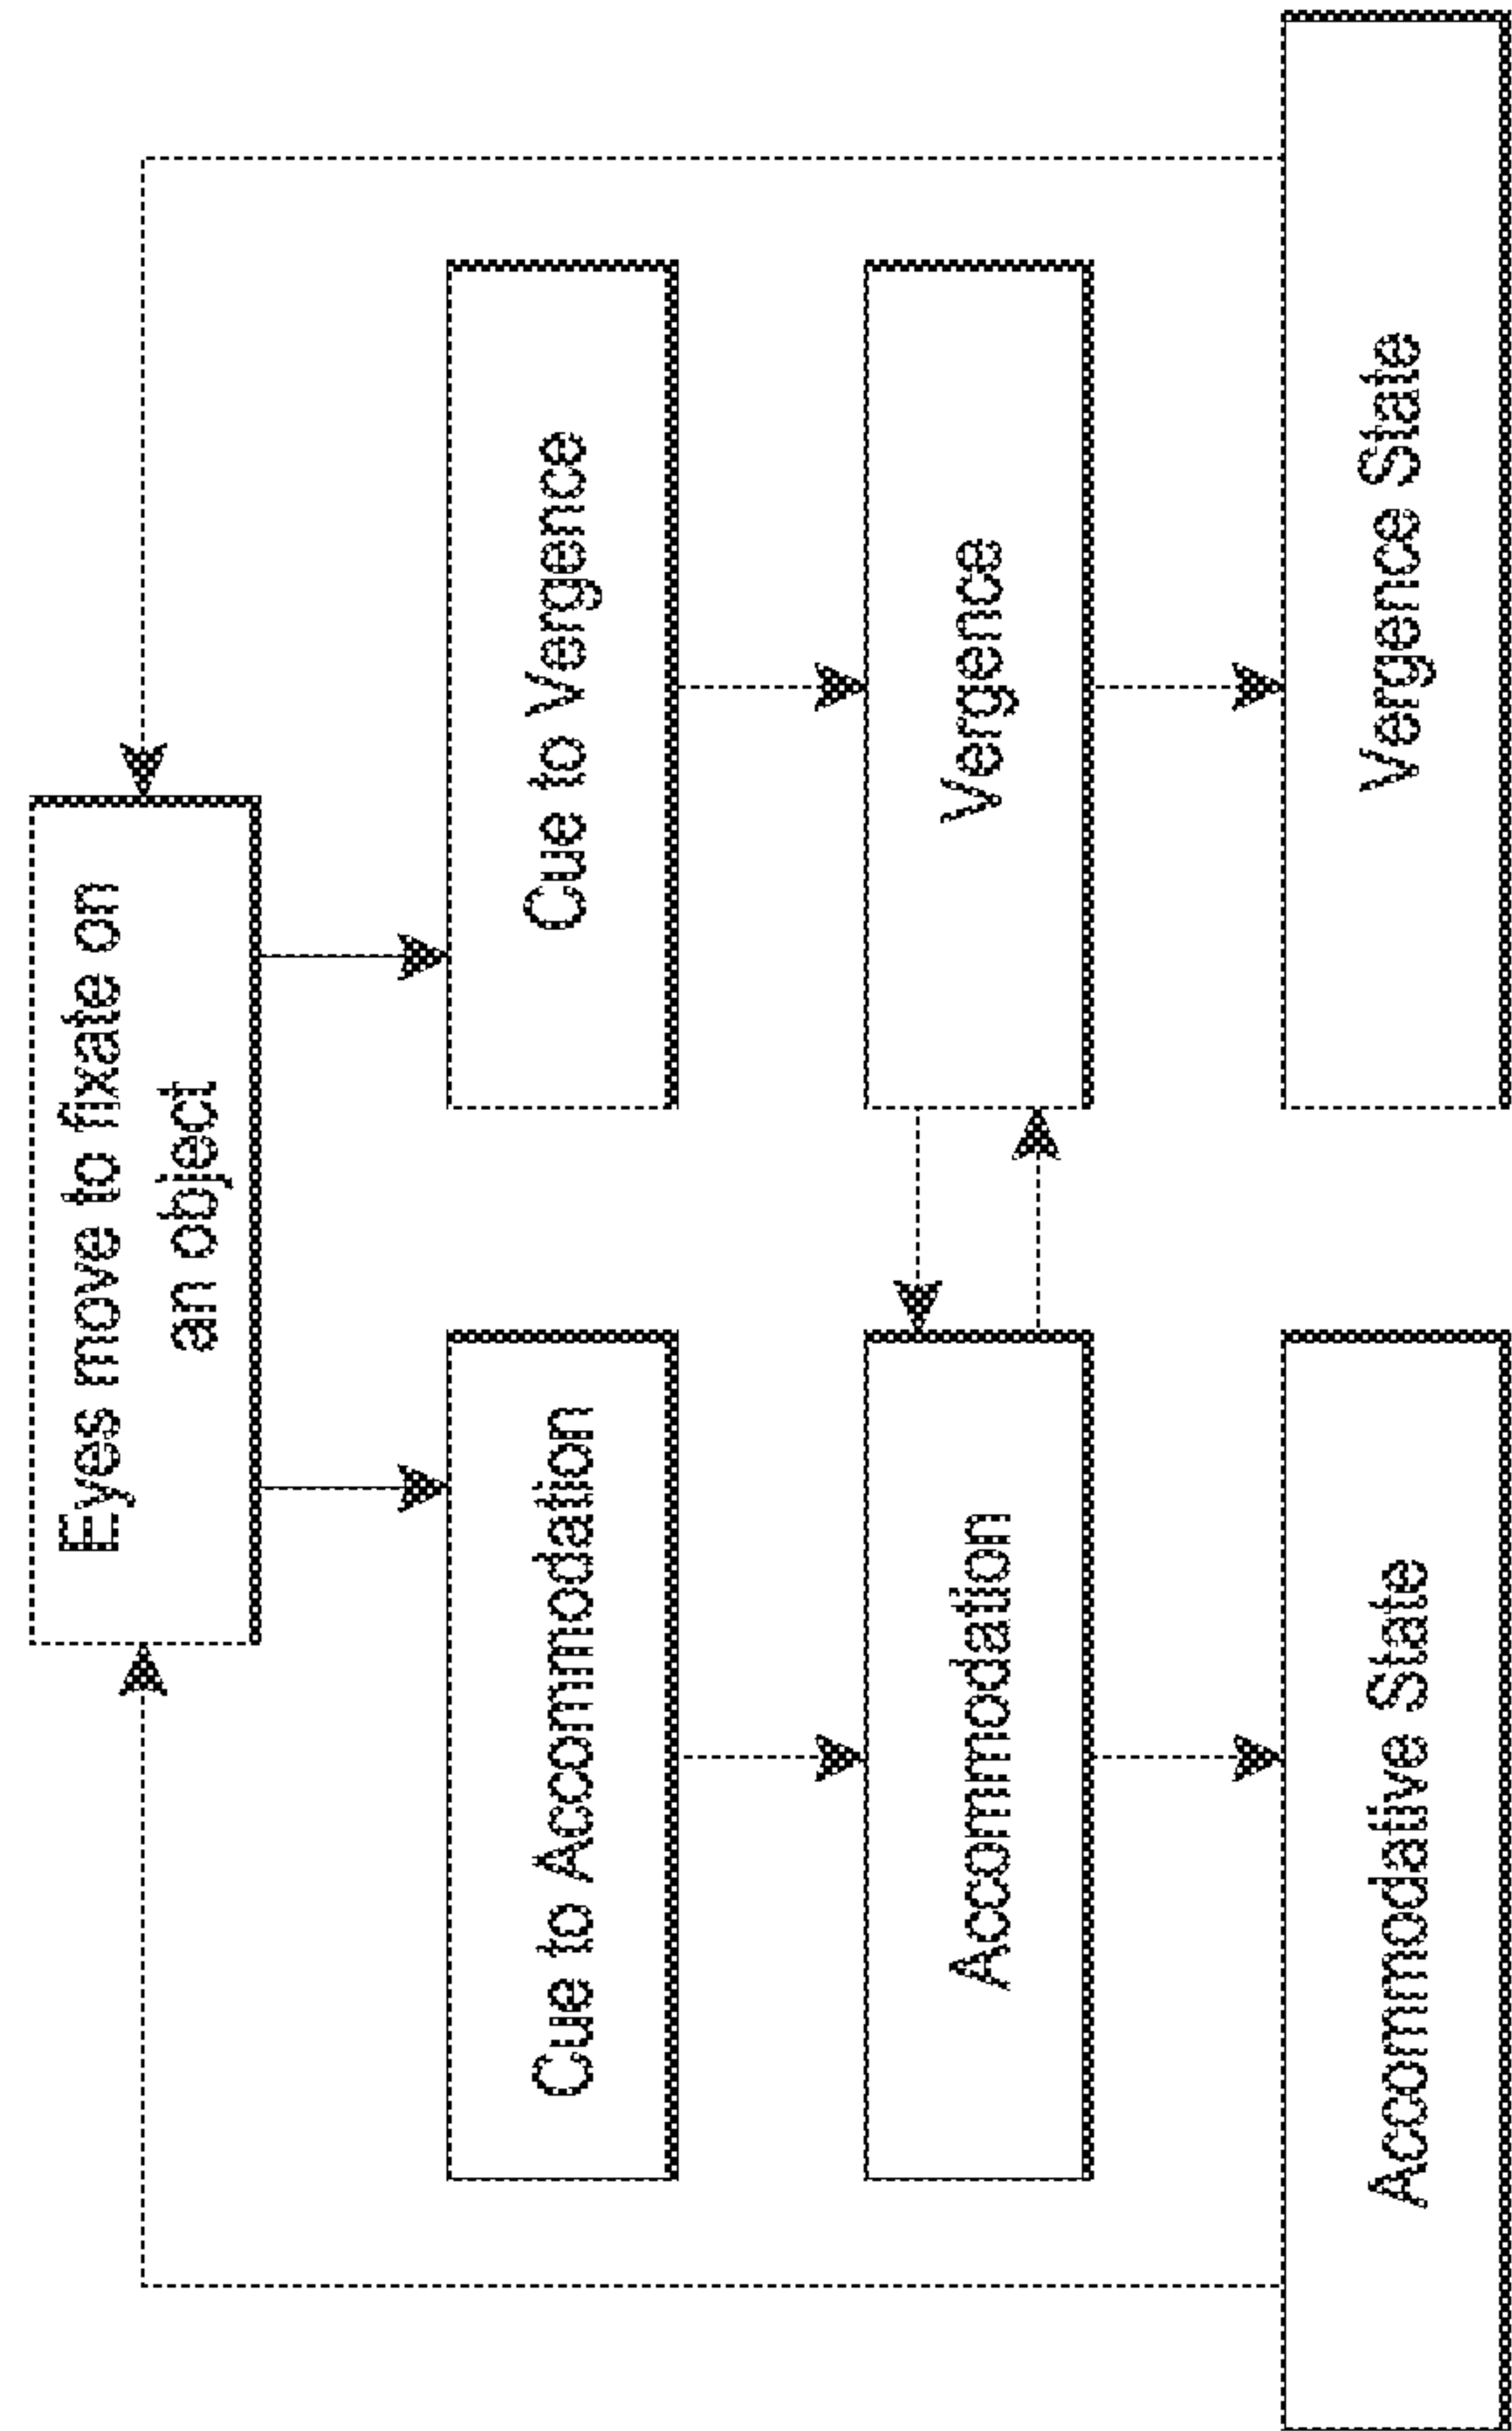 Eyes move to fixate on
an object
Cue to Accommodation
Cue to Vergence
Accommodation
Vergence
Accommodative State
Vergence State